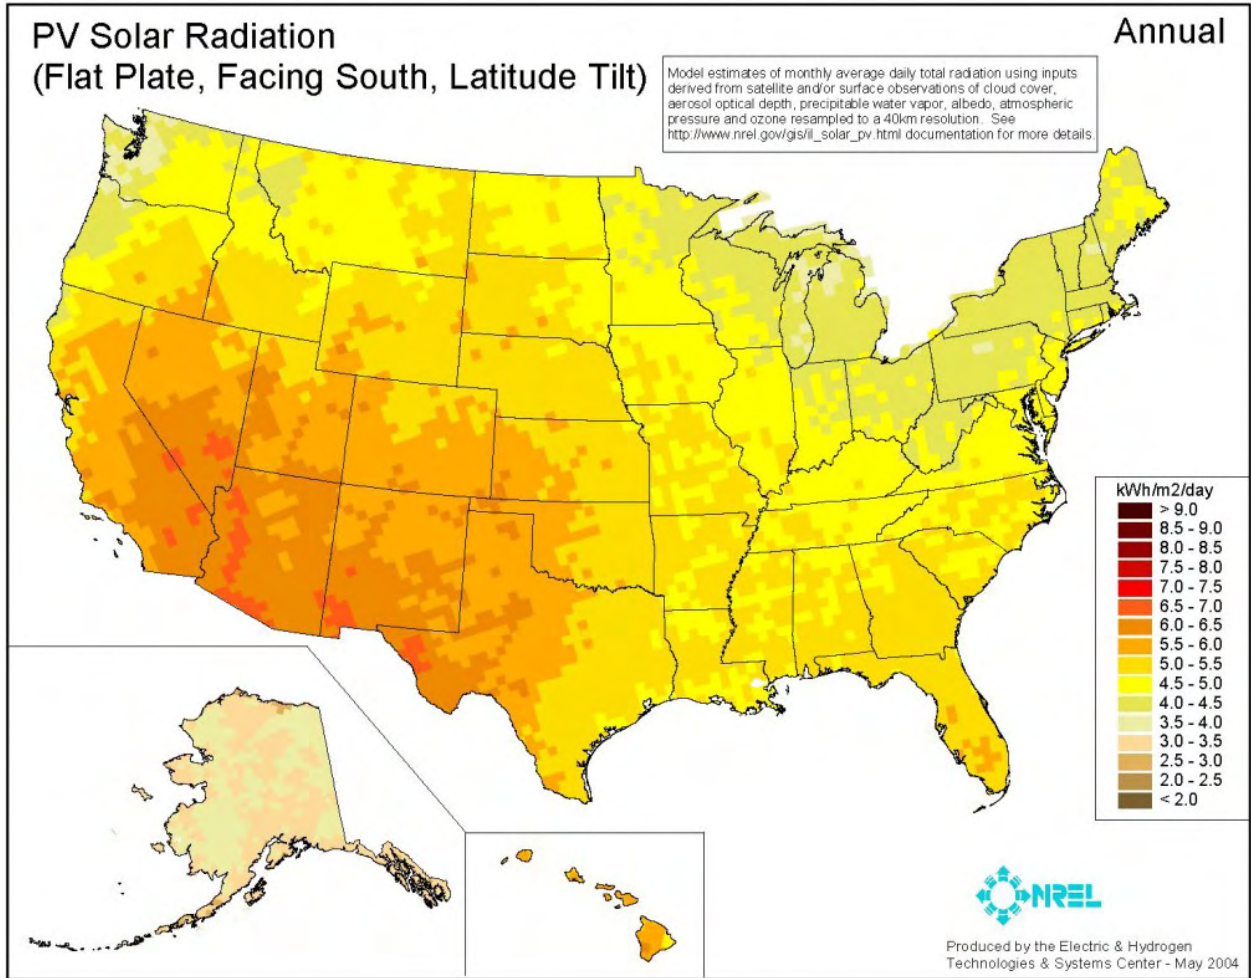 PV Solar Radiation
(Flat Plate, Facing South, Latitude Tilt)
Annual
Model estimates of monthly average daily total radiation using inputs
derived from satellite and/or surface observations of cloud cover,
aerosol optical depth, precipitable water vapor, albedo, atmospheric
pressure and ozone resampled to a 40km resolution. See
http://www.nrel.gov/gis/il_solar_pv.html documentation for more details.
kWh/m2/day
> 9.0
8.5 - 9.0
8.0 - 8.5
7.5 - 8.0
7.0 - 7.5
6.5 - 7.0
6.0 - 6.5
5.5 - 6.0
5.0 - 5.5
4.5 - 5.0
4.0 - 4.5
3.5 - 4.0
3.0 - 3.5
2.5 - 3.0
2.0 - 2.5
< 2.0
NREL
Produced by the Electric & Hydrogen
Technologies & Systems Center - May 2004